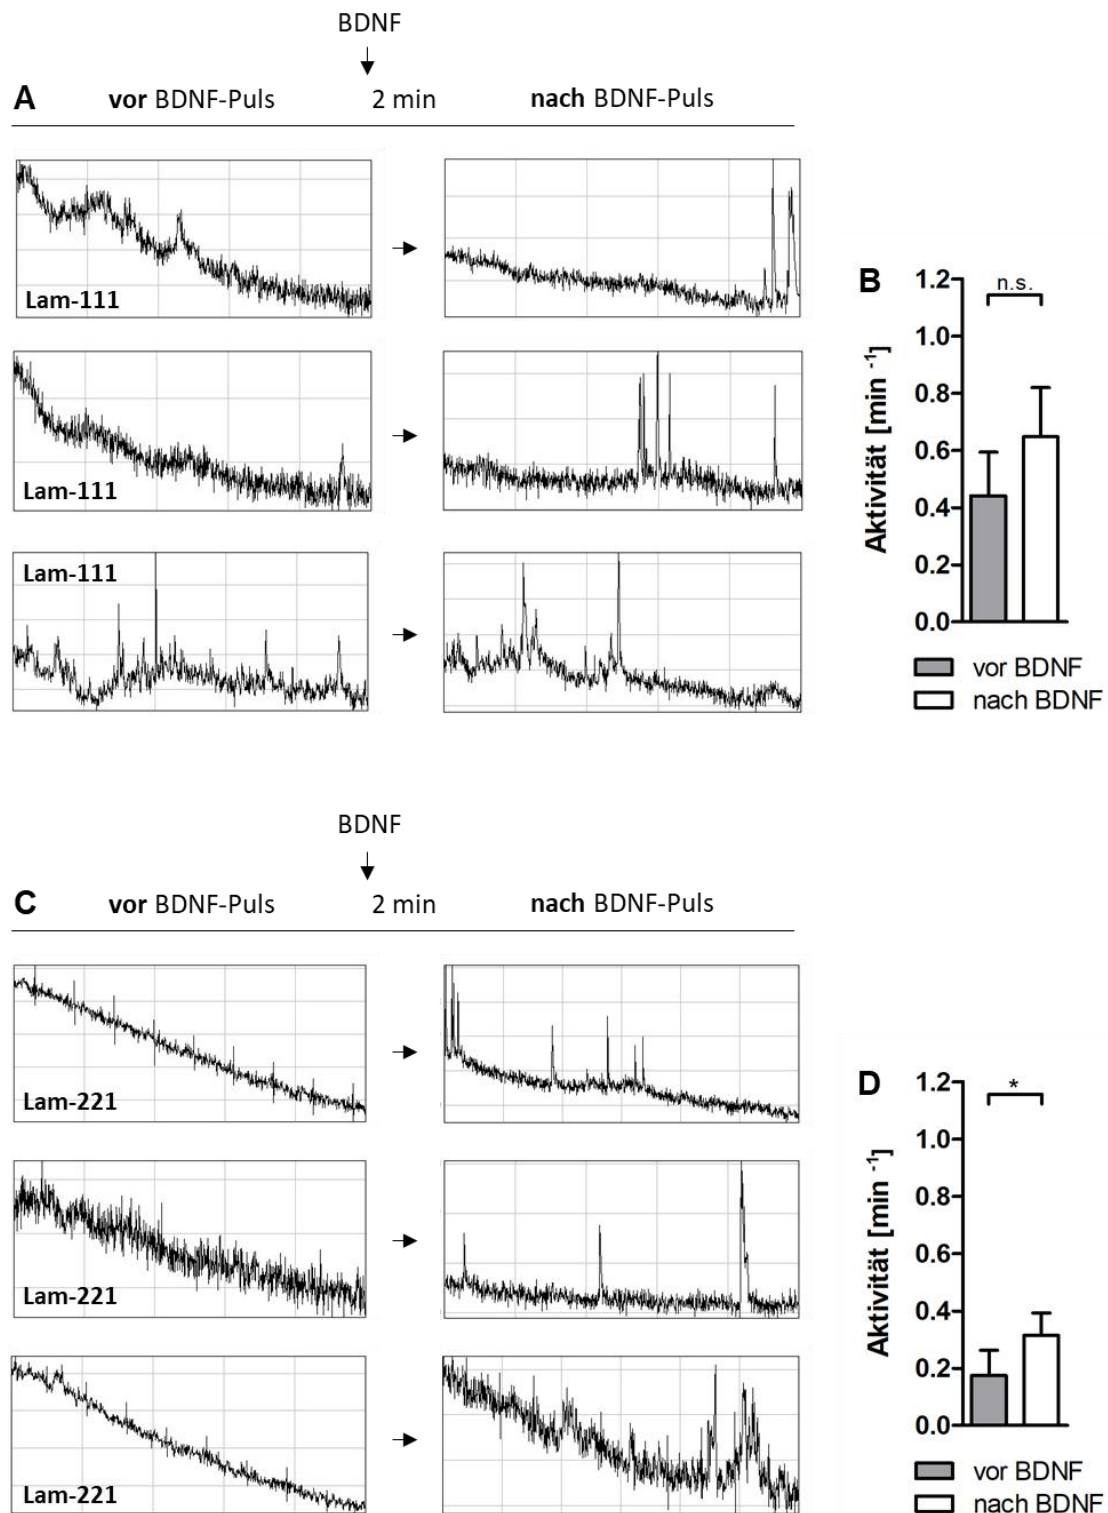 BDNF
A vor BDNF-Puls 2 min nach BDNF-Puls
Lam-111
Lam-111
Lam-111
B
1.2
1.0
0.8
0.6
0.4
0.2
0.0
Aktivität [min ⁻¹]
n.s.
vor BDNF
nach BDNF
BDNF
C vor BDNF-Puls 2 min nach BDNF-Puls
Lam-221
Lam-221
Lam-221
D
1.2
1.0
0.8
0.6
0.4
0.2
0.0
Aktivität [min ⁻¹]
*
vor BDNF
nach BDNF